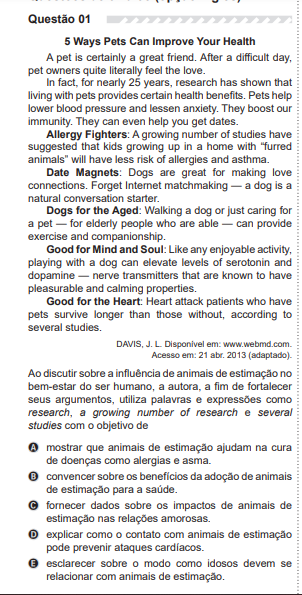 Questão 01
5 Ways Pets Can Improve Your Health
A pet is certainly a great friend. After a difficult day,
pet owners quite literally feel the love.
In fact, for nearly 25 years, research has shown that
living with pets provides certain health benefits. Pets help
lower blood pressure and lessen anxiety. They boost our
immunity. They can even help you get dates.
Allergy Fighters: A growing number of studies have
suggested that kids growing up in a home with “furred
animals” will have less risk of allergies and asthma.
Date Magnets: Dogs are great for making love
connections. Forget Internet matchmaking — a dog is a
natural conversation starter.
Dogs for the Aged: Walking a dog or just caring for
a pet — for elderly people who are able — can provide
exercise and companionship.
Good for Mind and Soul: Like any enjoyable activity,
playing with a dog can elevate levels of serotonin and
dopamine — nerve transmitters that are known to have
pleasurable and calming properties.
Good for the Heart: Heart attack patients who have
pets survive longer than those without, according to
several studies.
DAVIS, J. L. Disponível em: www.webmd.com.
Acesso em: 21 abr. 2013 (adaptado).
Ao discutir sobre a influência de animais de estimação no
bem-estar do ser humano, a autora, a fim de fortalecer
seus argumentos, utiliza palavras e expressões como
research, a growing number of research e several
studies com o objetivo de
A mostrar que animais de estimação ajudam na cura
de doenças como alergias e asma.
B convencer sobre os benefícios da adoção de animais
de estimação para a saúde.
C fornecer dados sobre os impactos de animais de
estimação nas relações amorosas.
D explicar como o contato com animais de estimação
pode prevenir ataques cardíacos.
E esclarecer sobre o modo como idosos devem se
relacionar com animais de estimação.